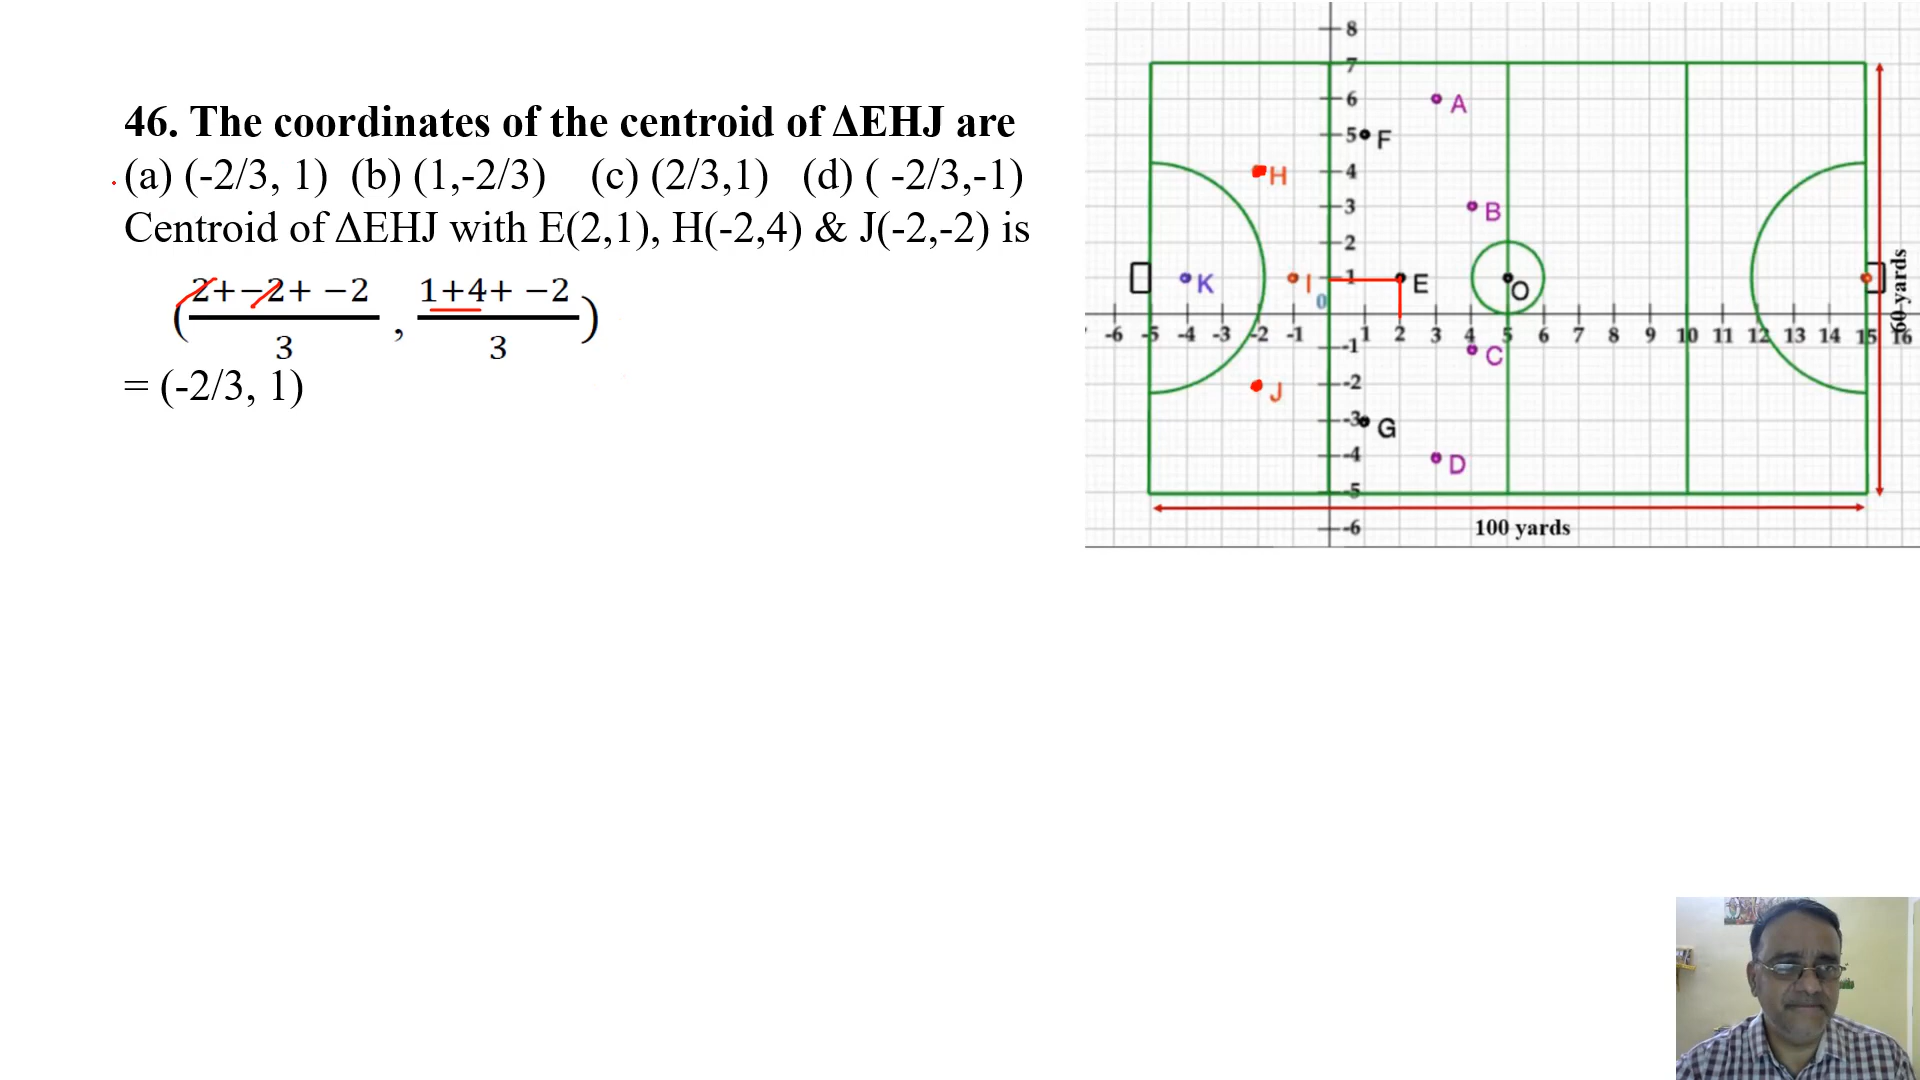 46. The coordinates of the centroid of ΔEHJ are
(a) (-2/3, 1) (b) (1,-2/3) (c) (2/3,1) (d) ( -2/3,-1)
Centroid of ΔEHJ with E(2,1), H(-2,4) & J(-2,-2) is
(2+−2+ −2 / 3 , 1+4+ −2 / 3)
= (-2/3, 1)
8
7
6 A
5 F
4 H
3 B
2
1 K I E O
0
-6 -5 -4 -3 -2 -1 1 2 3 4 5 6 7 8 9 10 11 12 13 14 15 16
-1 C
-2 J
-3 G
-4 D
-5
-6
100 yards
60 yards